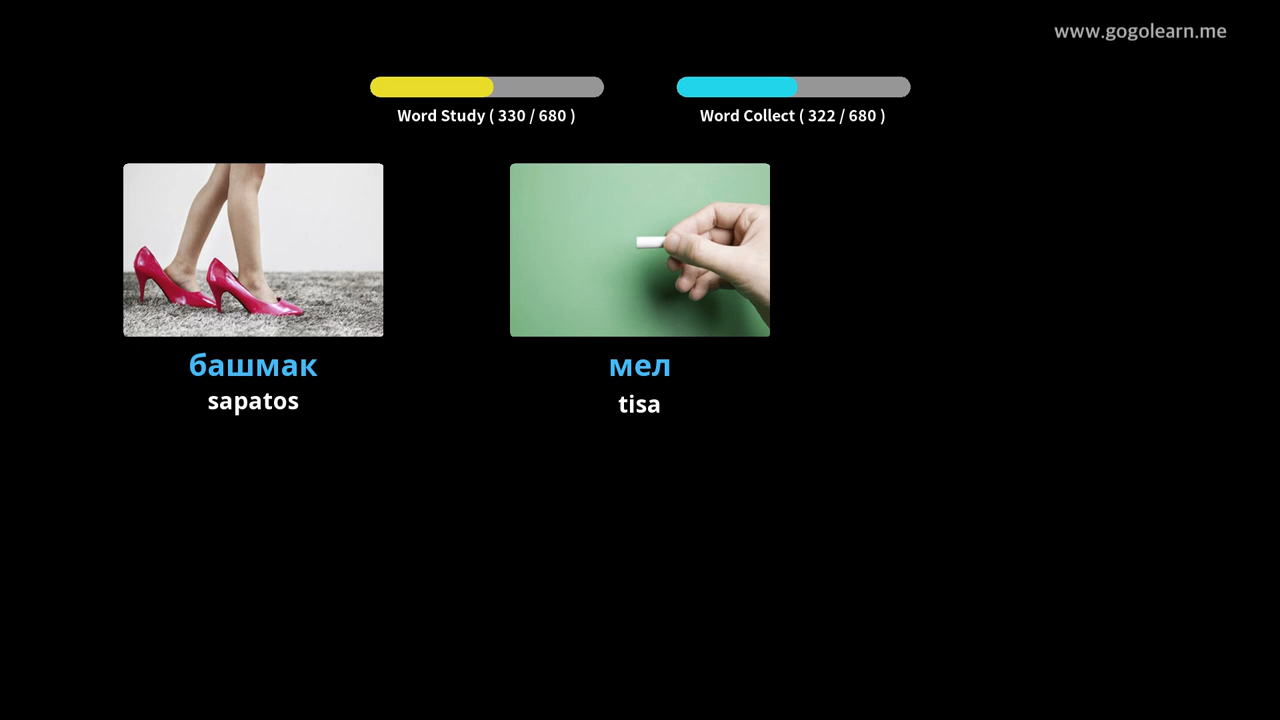 www.gogolearn.me
Word Study ( 330 / 680 )
Word Collect ( 322 / 680 )
башмак
sapatos
мел
tisa